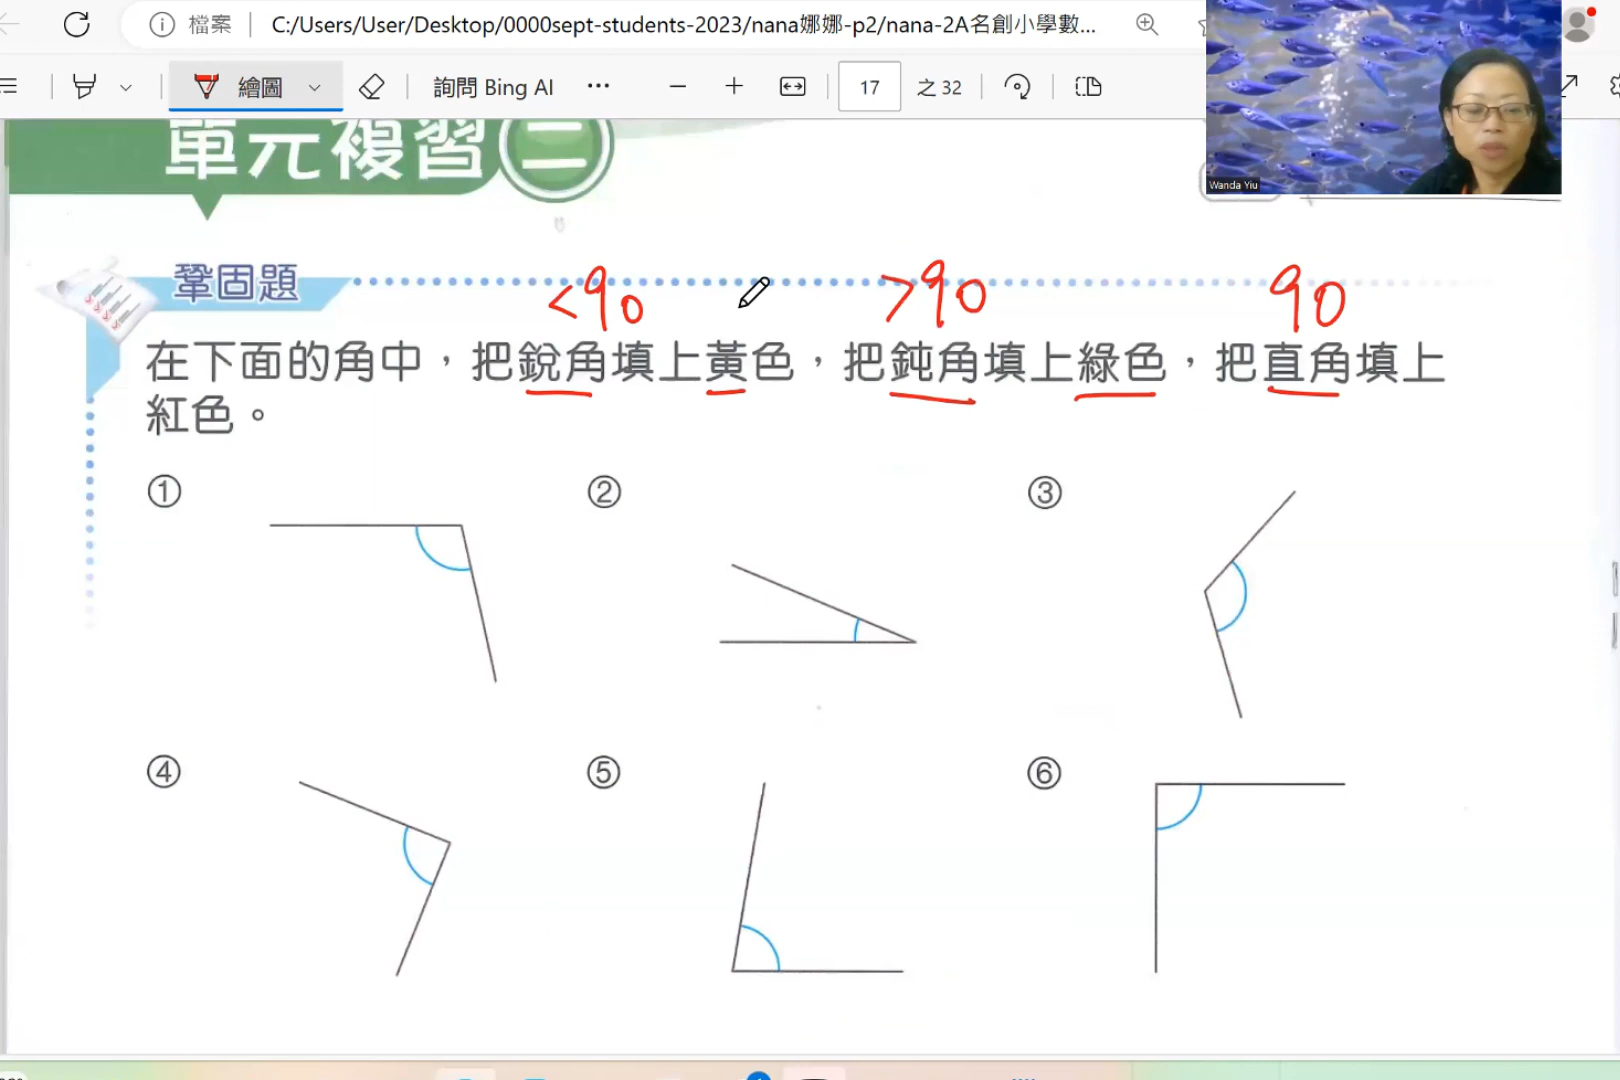 檔案 C:/Users/User/Desktop/0000sept-students-2023/nana娜娜-p2/nana-2A名創小學數...
繪圖 詢問 Bing AI ... 17 之 32
Wanda Yiu
單元複習 二
鞏固題
<90 >90 90
在下面的角中，把銳角填上黃色，把鈍角填上綠色，把直角填上
紅色。
① ② ③
④ ⑤ ⑥